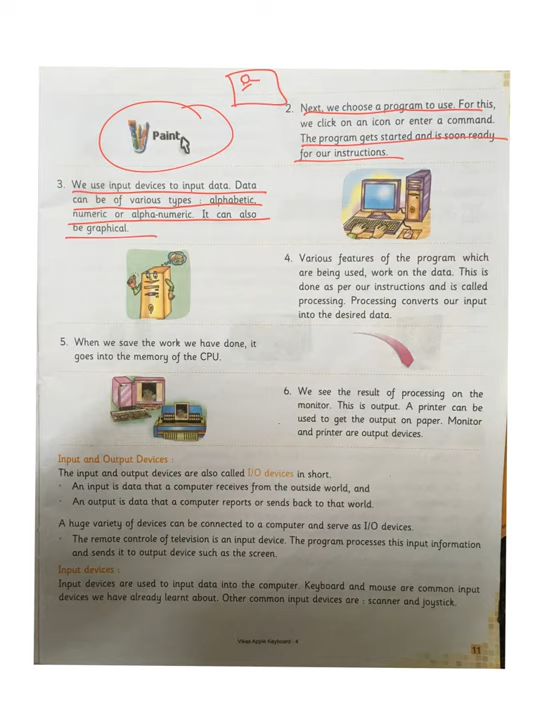 Paint
2. Next, we choose a program to use. For this,
we click on an icon or enter a command.
The program gets started and is soon ready
for our instructions.
3. We use input devices to input data. Data
can be of various types : alphabetic,
numeric or alpha-numeric. It can also
be graphical.
4. Various features of the program which
are being used, work on the data. This is
done as per our instructions and is called
processing. Processing converts our input
into the desired data.
5. When we save the work we have done, it
goes into the memory of the CPU.
6. We see the result of processing on the
monitor. This is output. A printer can be
used to get the output on paper. Monitor
and printer are output devices.
Input and Output Devices :
The input and output devices are also called I/O devices in short.
· An input is data that a computer receives from the outside world, and
· An output is data that a computer reports or sends back to that world.
A huge variety of devices can be connected to a computer and serve as I/O devices.
· The remote controle of television is an input device. The program processes this input information
and sends it to output device such as the screen.
Input devices :
Input devices are used to input data into the computer. Keyboard and mouse are common input
devices we have already learnt about. Other common input devices are : scanner and joystick.
Vikas Apple Keyboard - 4
11